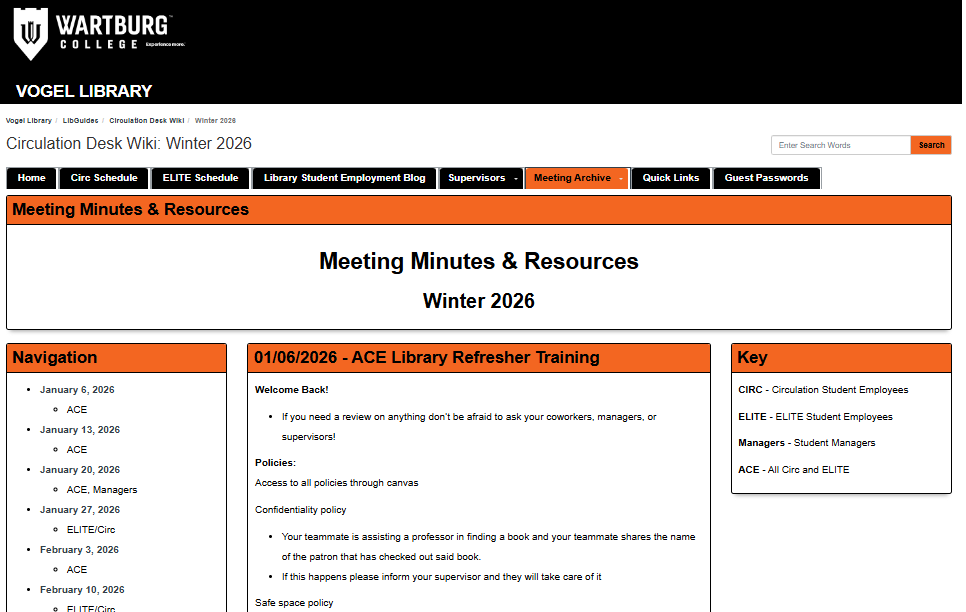 WARTBURG
COLLEGE Experience more.
VOGEL LIBRARY
Vogel Library / LibGuides / Circulation Desk Wiki / Winter 2026
Circulation Desk Wiki: Winter 2026
Enter Search Words
Search
Home
Circ Schedule
ELITE Schedule
Library Student Employment Blog
Supervisors
Meeting Archive
Quick Links
Guest Passwords
Meeting Minutes & Resources
Meeting Minutes & Resources
Winter 2026
Navigation
January 6, 2026
ACE
January 13, 2026
ACE
January 20, 2026
ACE, Managers
January 27, 2026
ELITE/Circ
February 3, 2026
ACE
February 10, 2026
ELITE/Circ
01/06/2026 - ACE Library Refresher Training
Welcome Back!
If you need a review on anything don't be afraid to ask your coworkers, managers, or
supervisors!
Policies:
Access to all policies through canvas
Confidentiality policy
Your teammate is assisting a professor in finding a book and your teammate shares the name
of the patron that has checked out said book.
If this happens please inform your supervisor and they will take care of it
Safe space policy
Key
CIRC - Circulation Student Employees
ELITE - ELITE Student Employees
Managers - Student Managers
ACE - All Circ and ELITE